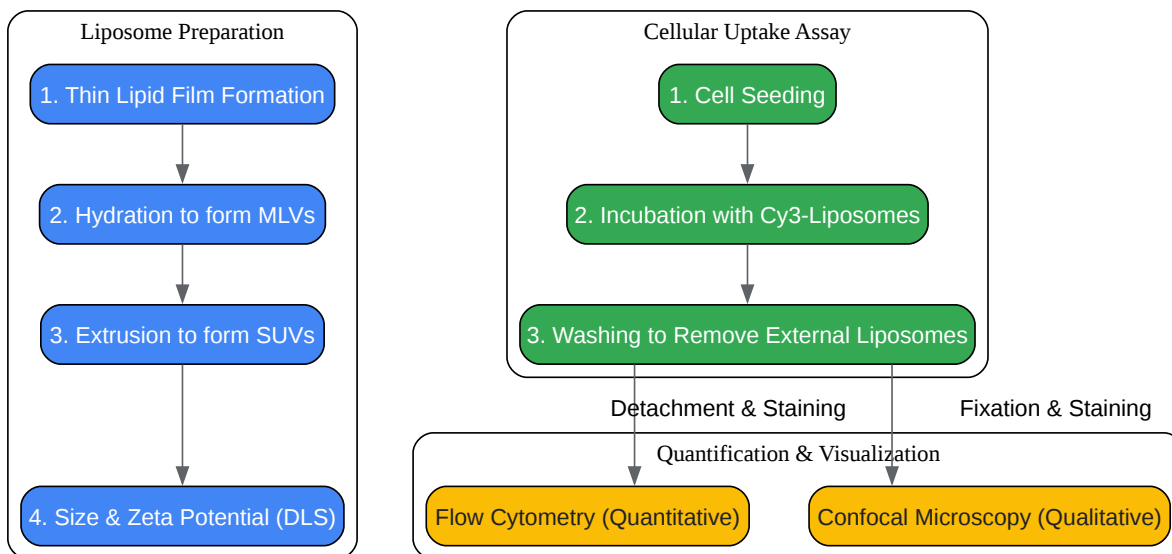 Liposome Preparation
1. Thin Lipid Film Formation
2. Hydration to form MLVs
3. Extrusion to form SUVs
4. Size & Zeta Potential (DLS)
Cellular Uptake Assay
1. Cell Seeding
2. Incubation with Cy3-Liposomes
3. Washing to Remove External Liposomes
Detachment & Staining
Fixation & Staining
Quantification & Visualization
Flow Cytometry (Quantitative)
Confocal Microscopy (Qualitative)